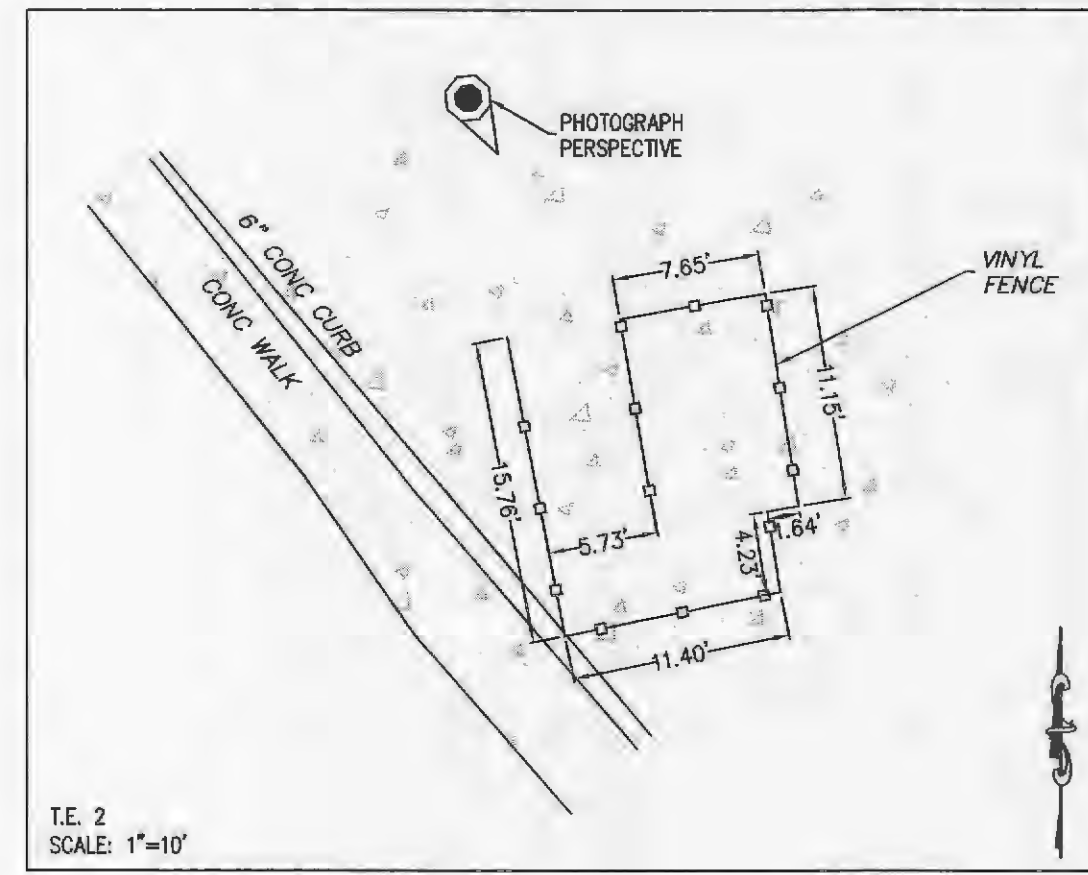 PHOTOGRAPH
PERSPECTIVE
6" CONC CURB
CONC WALK
7.65'
VINYL
FENCE
11.15'
15.76'
5.73'
1.64'
4.23'
11.40'
T.E. 2
SCALE: 1"=10'